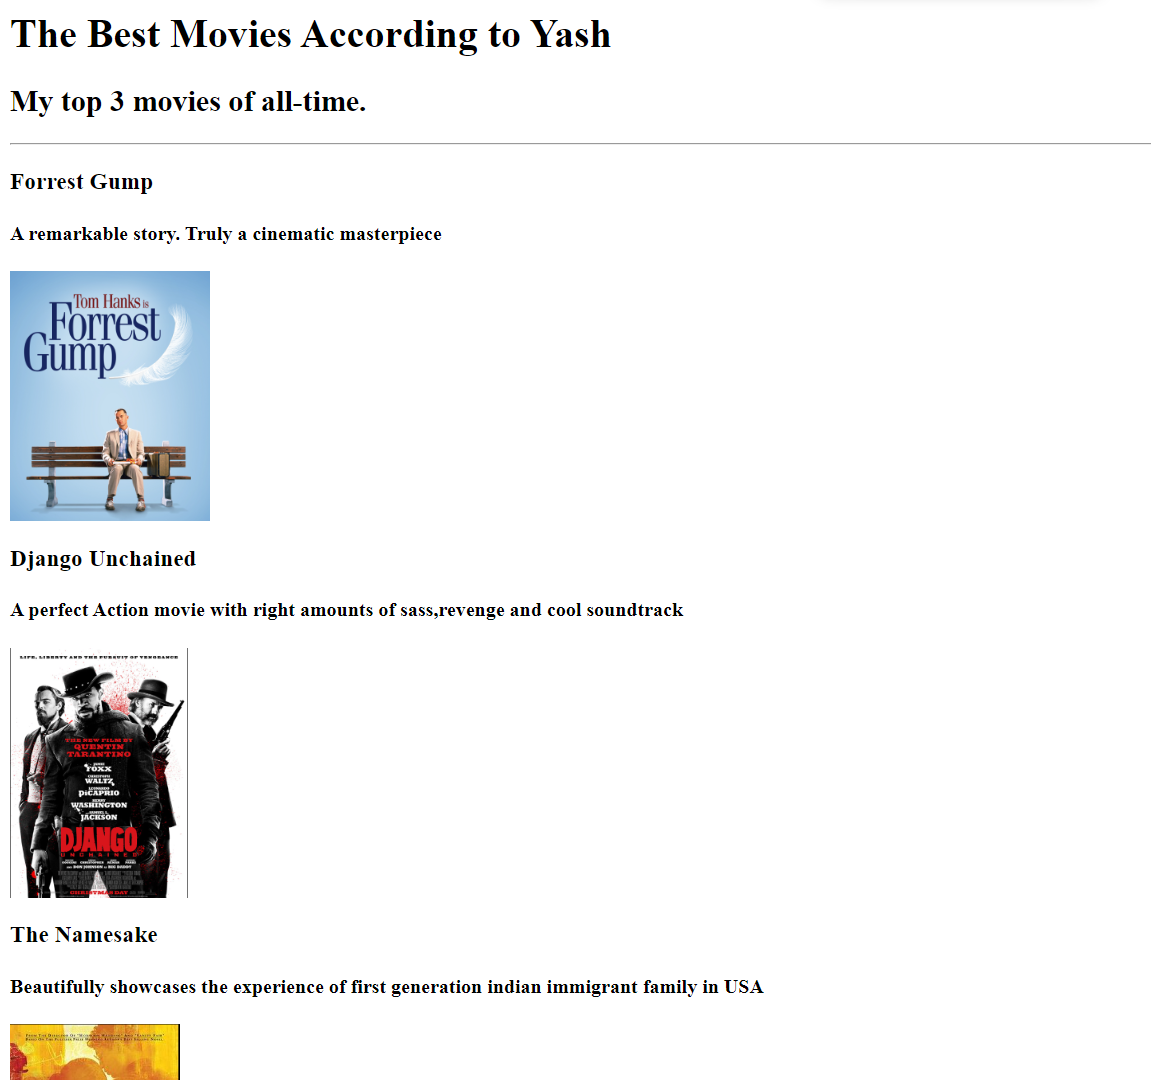 The Best Movies According to Yash
My top 3 movies of all-time.
Forrest Gump
A remarkable story. Truly a cinematic masterpiece
Tom Hanks is
Forrest
Gump
Django Unchained
A perfect Action movie with right amounts of sass,revenge and cool soundtrack
LIFE, LIBERTY AND THE PURSUIT OF VENGEANCE
THE NEW FILM BY
QUENTIN
TARANTINO
JAMIE
FOXX
CHRISTOPH
WALTZ
LEONARDO
DiCAPRIO
KERRY
WASHINGTON
SAMUEL L.
JACKSON
DJANGO
UNCHAINED
CHRISTMAS DAY
The Namesake
Beautifully showcases the experience of first generation indian immigrant family in USA